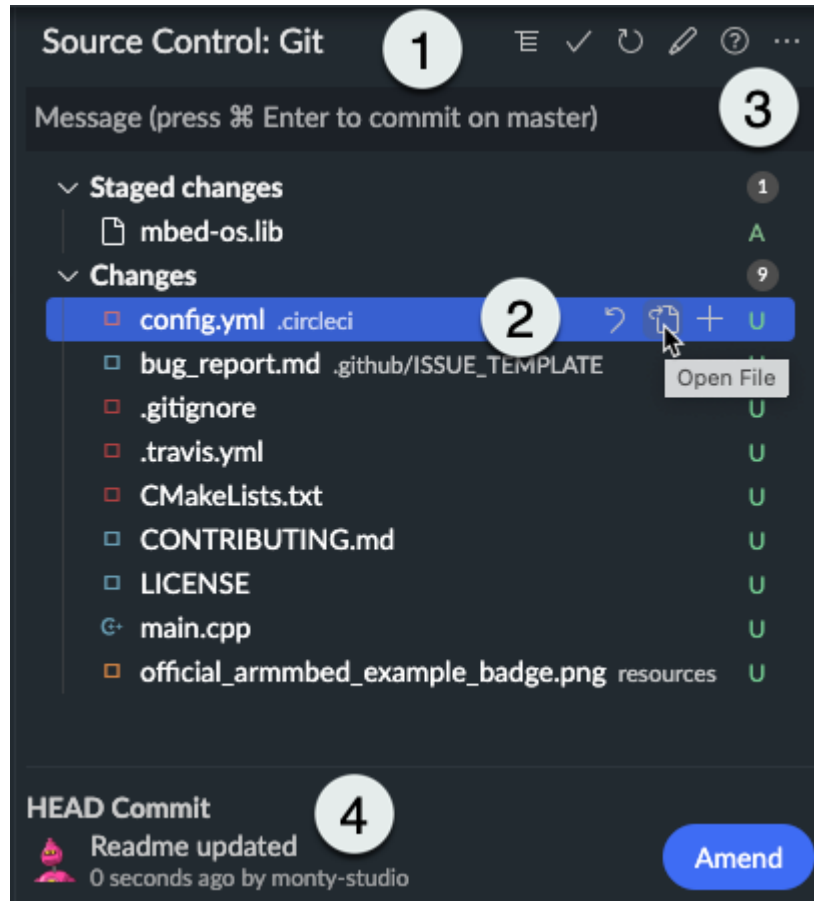 Source Control: Git
1
Message (press ⌘ Enter to commit on master)
3
Staged changes 1
mbed-os.lib A
Changes 9
config.yml .circleci 2 U
bug_report.md .github/ISSUE_TEMPLATE
Open File
.gitignore U
.travis.yml U
CMakeLists.txt U
CONTRIBUTING.md U
LICENSE U
main.cpp U
official_armmbed_example_badge.png resources U
HEAD Commit
4
Readme updated
0 seconds ago by monty-studio
Amend